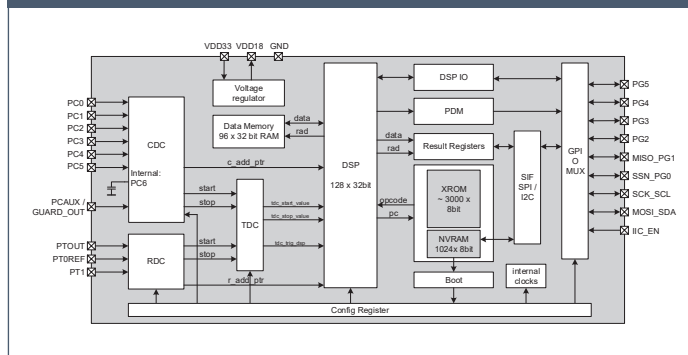 VDD33 VDD18 GND
Voltage
regulator
Data Memory
96 x 32 bit RAM
data
rad
DSP
128 x 32bit
DSP IO
PDM
data
rad
Result Registers
opcode
pc
XROM
~ 3000 x
8bit
NVRAM
1024x 8bit
Boot
SIF
SPI /
I2C
internal
clocks
GPI
O
MUX
PG5
PG4
PG3
PG2
MISO_PG1
SSN_PG0
SCK_SCL
MOSI_SDA
IIC_EN
PC0
PC1
PC2
PC3
PC4
PC5
PCAUX /
GUARD_OUT
PTOUT
PT0REF
PT1
CDC
Internal:
PC6
RDC
c_add_ptr
start
stop
TDC
start
stop
tdc_start_value
tdc_stop_value
tdc_trig_dsp
r_add_ptr
Config Register